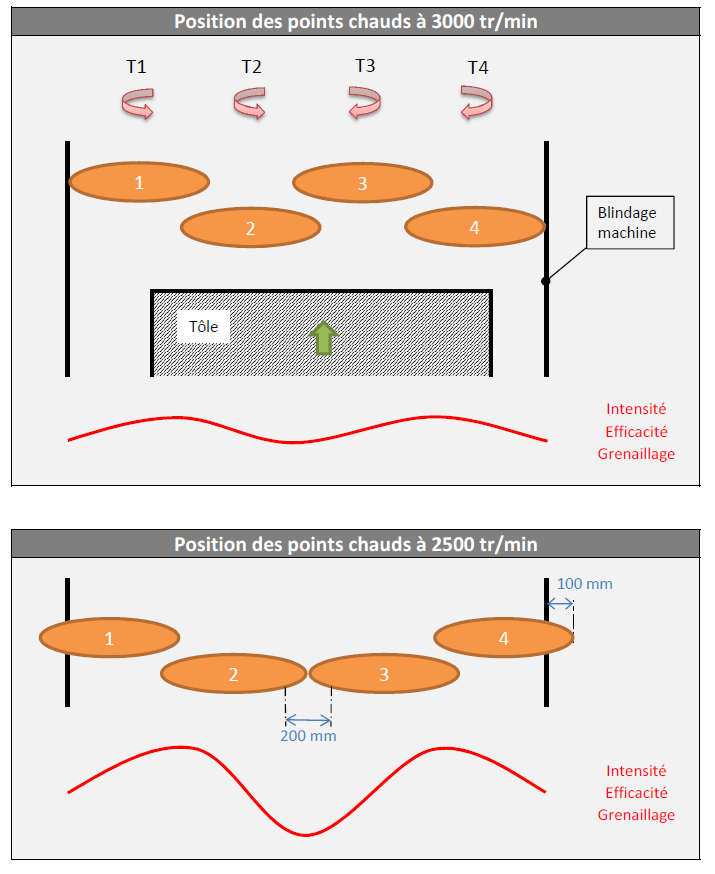 Position des points chauds à 3000 tr/min
T1 T2 T3 T4
1 3
2 4
Blindage
machine
Tôle
Intensité
Efficacité
Grenaillage
Position des points chauds à 2500 tr/min
100 mm
1 4
2 3
200 mm
Intensité
Efficacité
Grenaillage